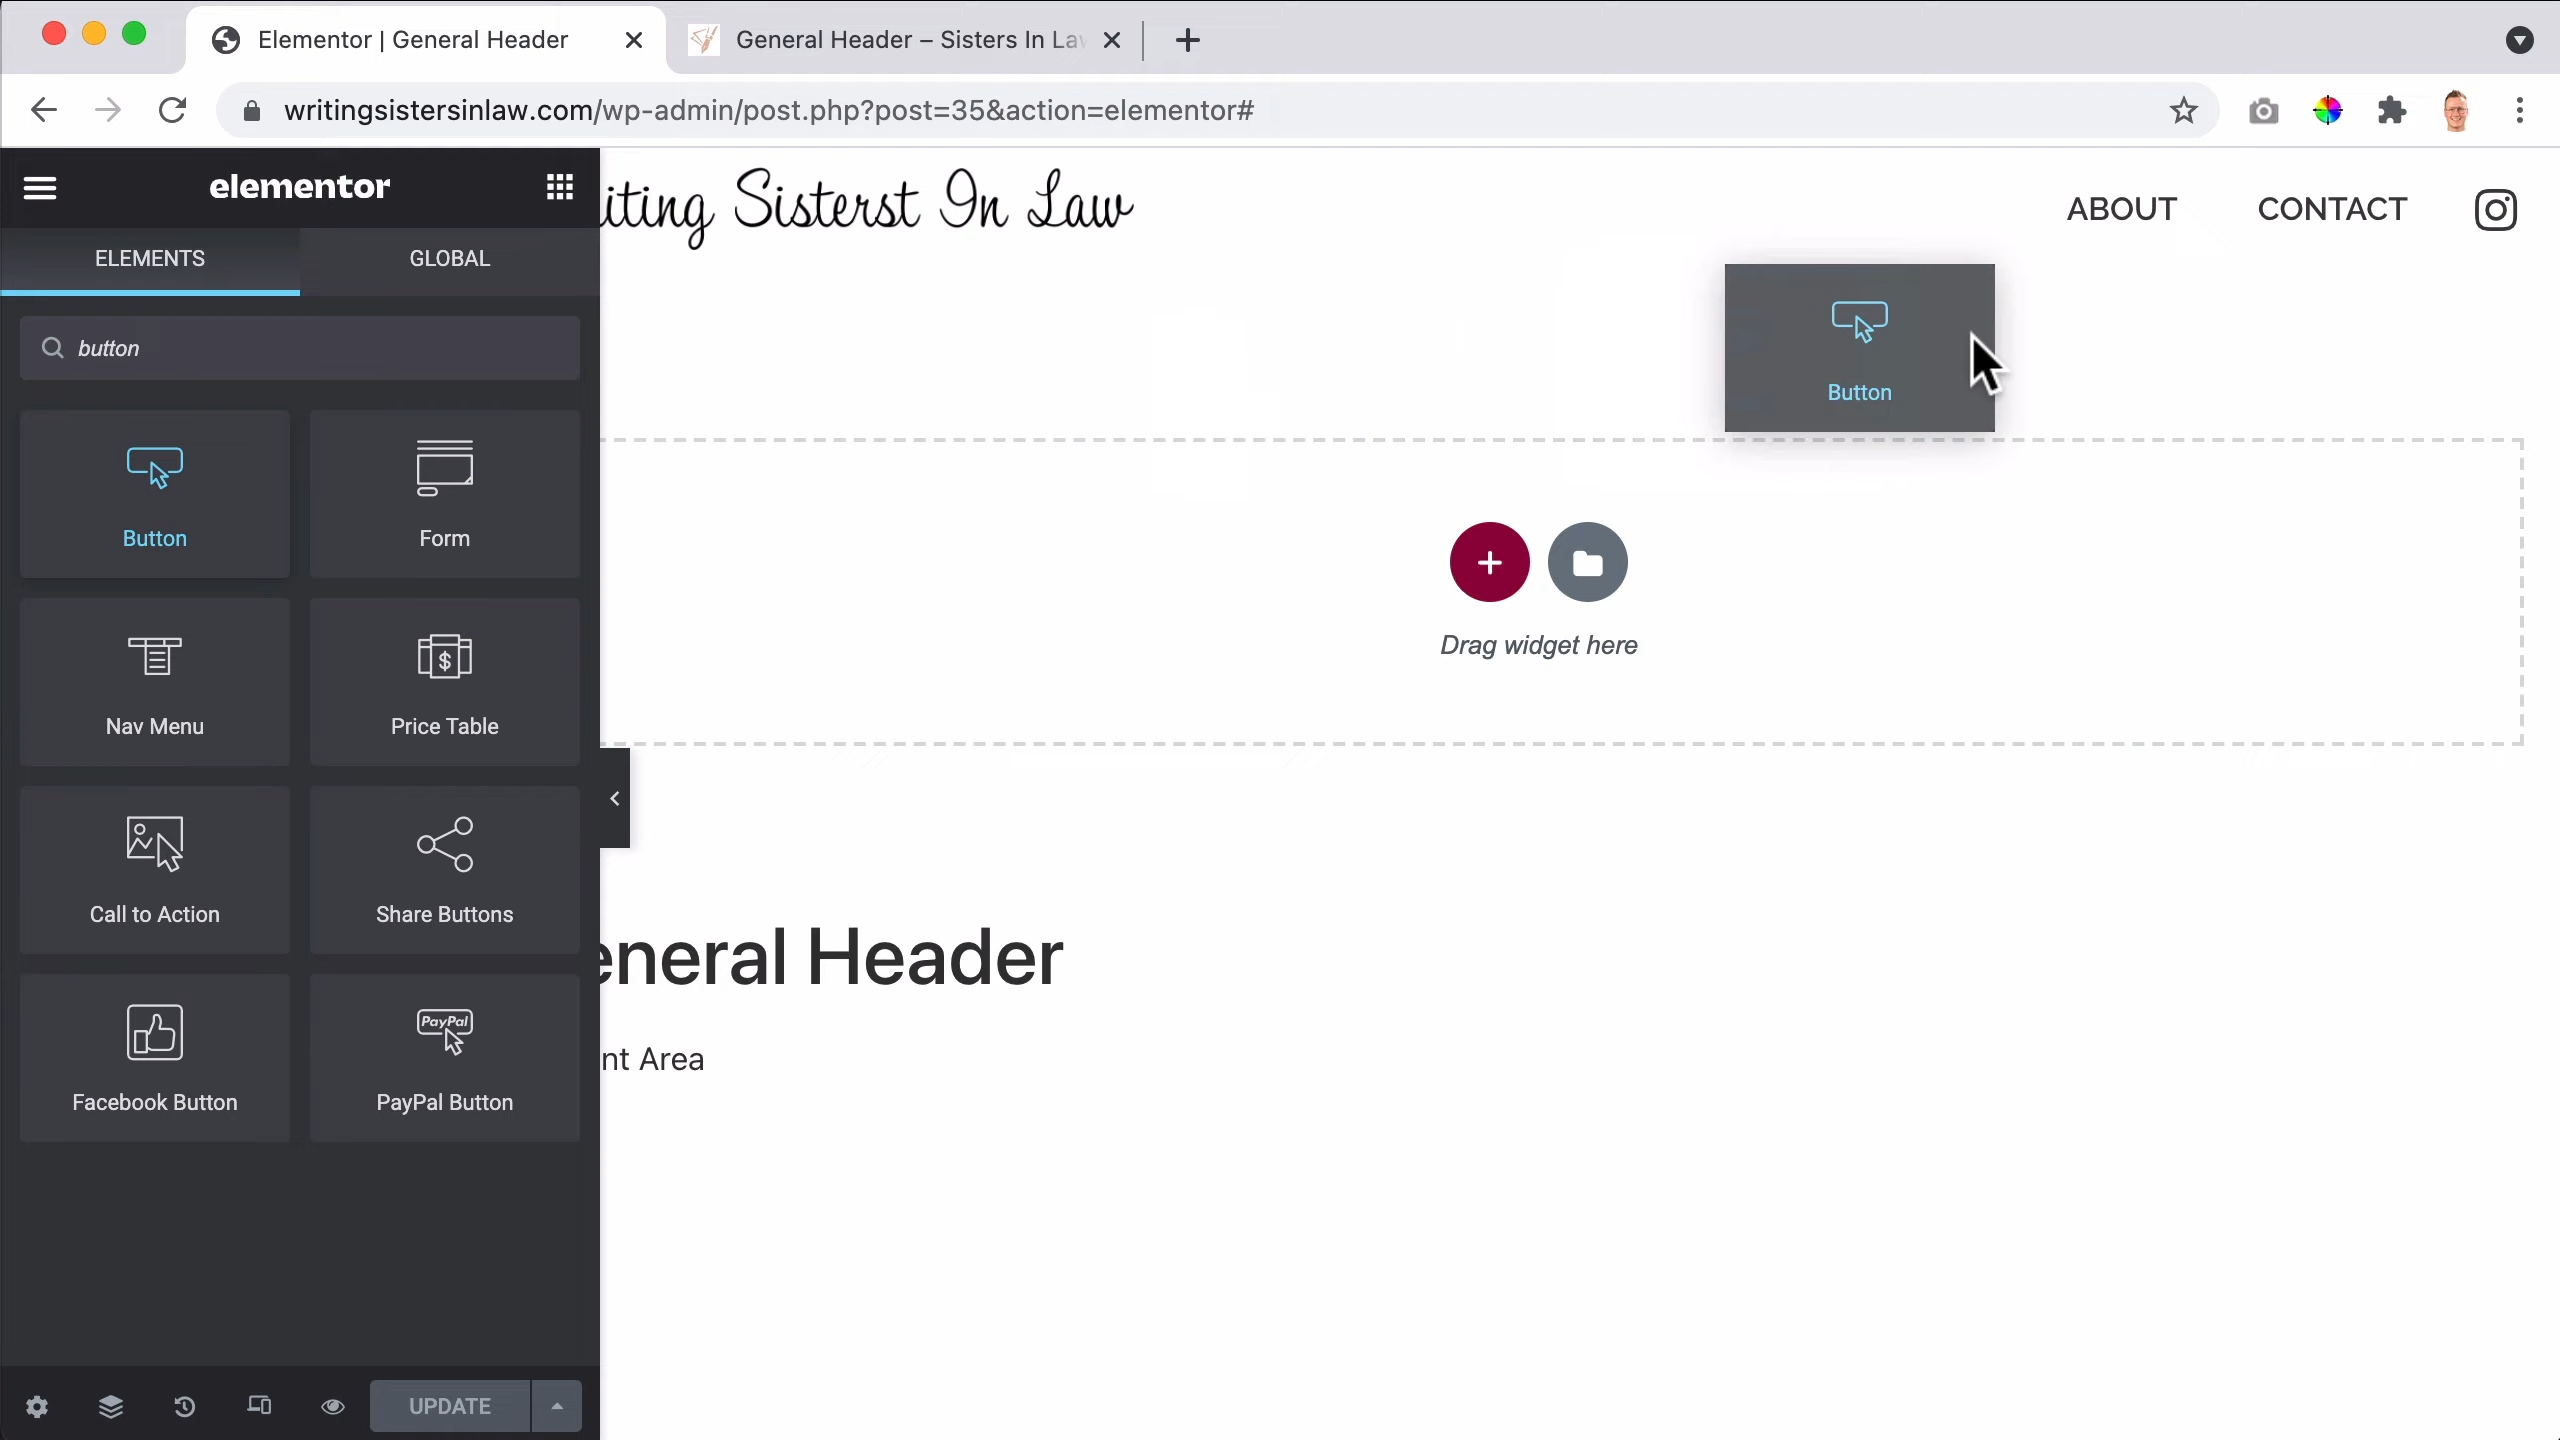 Elementor | General Header
General Header – Sisters In Law
writingsistersinlaw.com/wp-admin/post.php?post=35&action=elementor#
elementor
iting Sisterst In Law
ABOUT
CONTACT
ELEMENTS
GLOBAL
button
Button
Button
Form
Nav Menu
Price Table
Drag widget here
Call to Action
Share Buttons
eneral Header
nt Area
Facebook Button
PayPal
PayPal Button
UPDATE